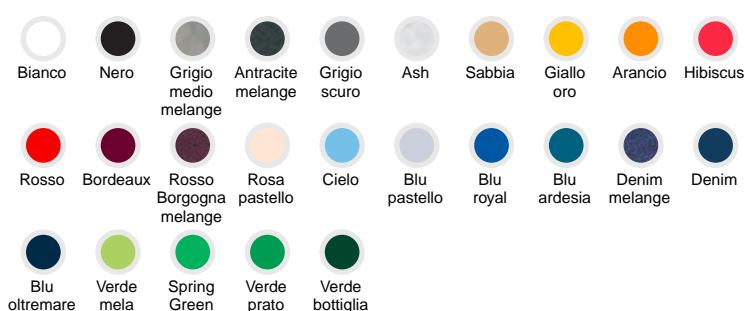 Bianco
Nero
Grigio
medio
melange
Antracite
melange
Grigio
scuro
Ash
Sabbia
Giallo
oro
Arancio
Hibiscus
Rosso
Bordeaux
Rosso
Borgogna
melange
Rosa
pastello
Cielo
Blu
pastello
Blu
royal
Blu
ardesia
Denim
melange
Denim
Blu
oltremare
Verde
mela
Spring
Green
Verde
prato
Verde
bottiglia